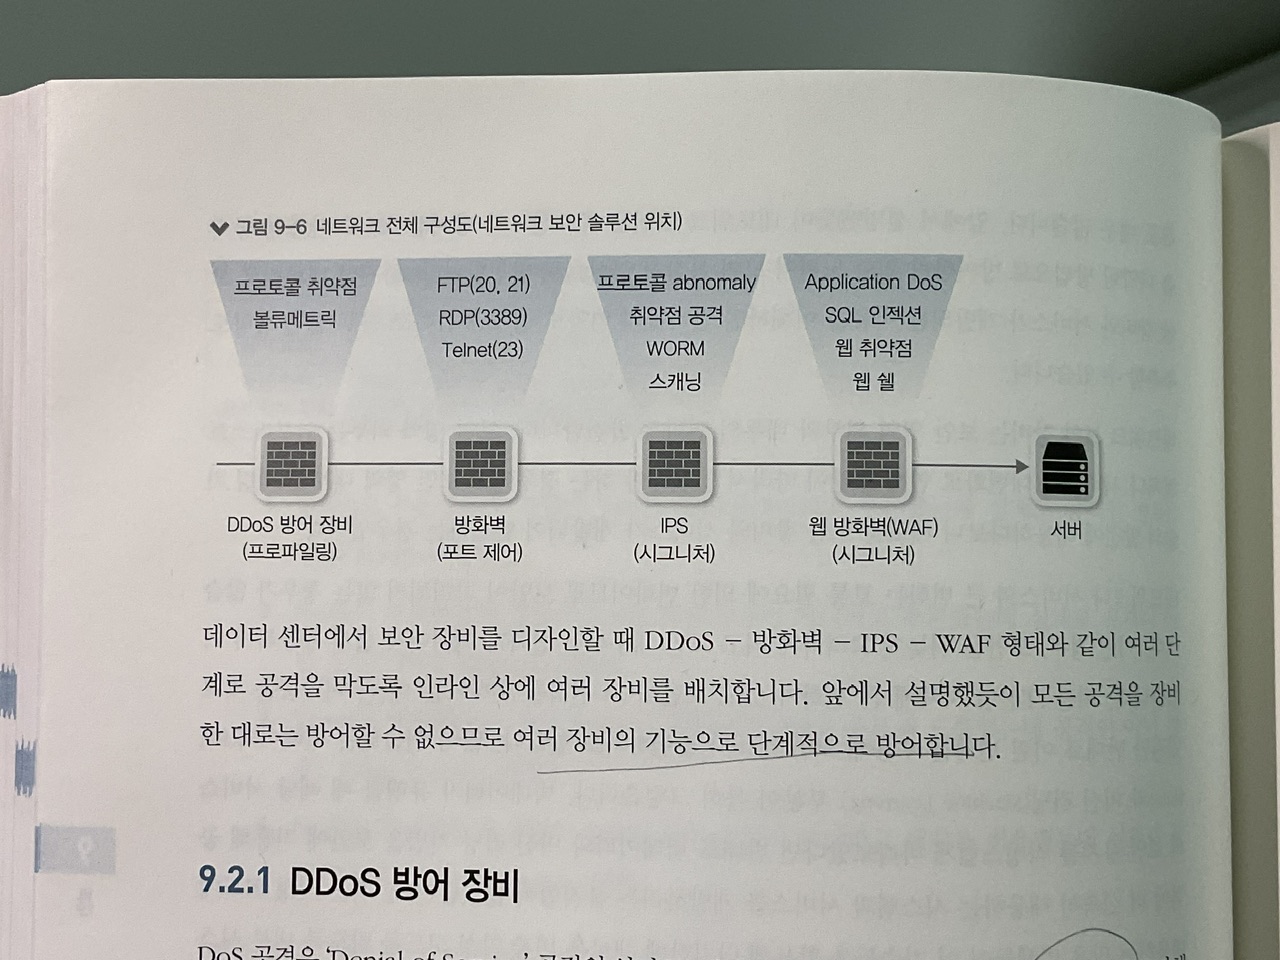 그림 9-6 네트워크 전체 구성도(네트워크 보안 솔루션 위치)
프로토콜 취약점
볼류메트릭
FTP(20, 21)
RDP(3389)
Telnet(23)
프로토콜 abnomaly
취약점 공격
WORM
스캐닝
Application DoS
SQL 인젝션
웹 취약점
웹 쉘
DDoS 방어 장비
(프로파일링)
방화벽
(포트 제어)
IPS
(시그니처)
웹 방화벽(WAF)
(시그니처)
서버
데이터 센터에서 보안 장비를 디자인할 때 DDoS - 방화벽 - IPS - WAF 형태와 같이 여러 단
계로 공격을 막도록 인라인 상에 여러 장비를 배치합니다. 앞에서 설명했듯이 모든 공격을 장비
한 대로는 방어할 수 없으므로 여러 장비의 기능으로 단계적으로 방어합니다.
9.2.1 DDoS 방어 장비
DoS 공격은 'Denial of Service'